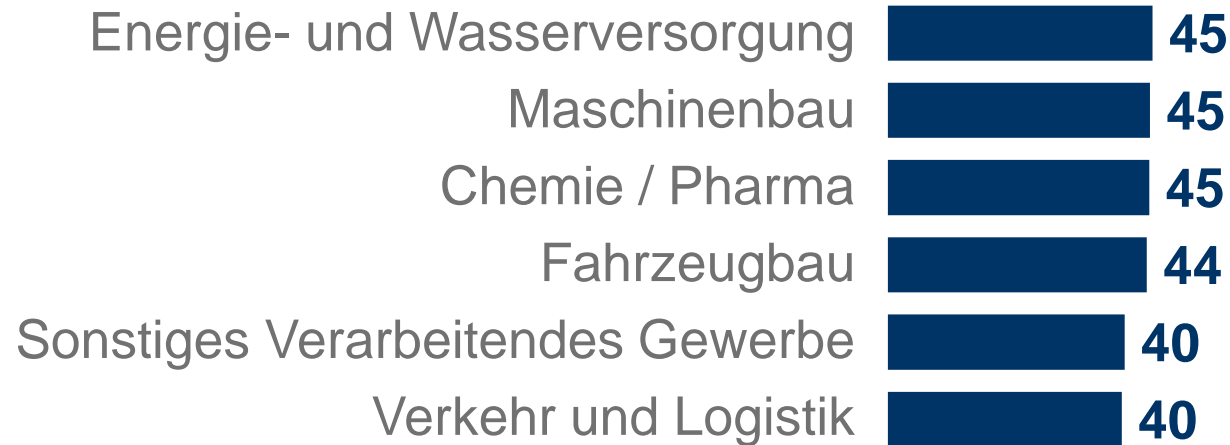 Energie- und Wasserversorgung 45
Maschinenbau 45
Chemie / Pharma 45
Fahrzeugbau 44
Sonstiges Verarbeitendes Gewerbe 40
Verkehr und Logistik 40